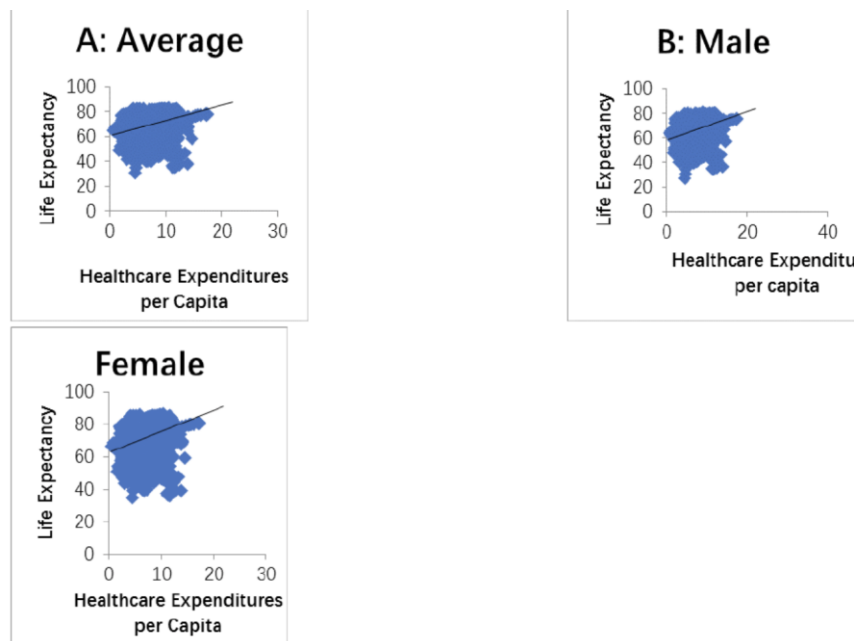 A: Average
Life Expectancy
100
80
60
40
20
0
0 10 20 30
Healthcare Expenditures
per Capita
B: Male
Life Expectancy
100
80
60
40
20
0
0 20 40
Healthcare Expenditu
per capita
Female
Life Expectancy
100
80
60
40
20
0
0 10 20 30
Healthcare Expenditures
per Capita